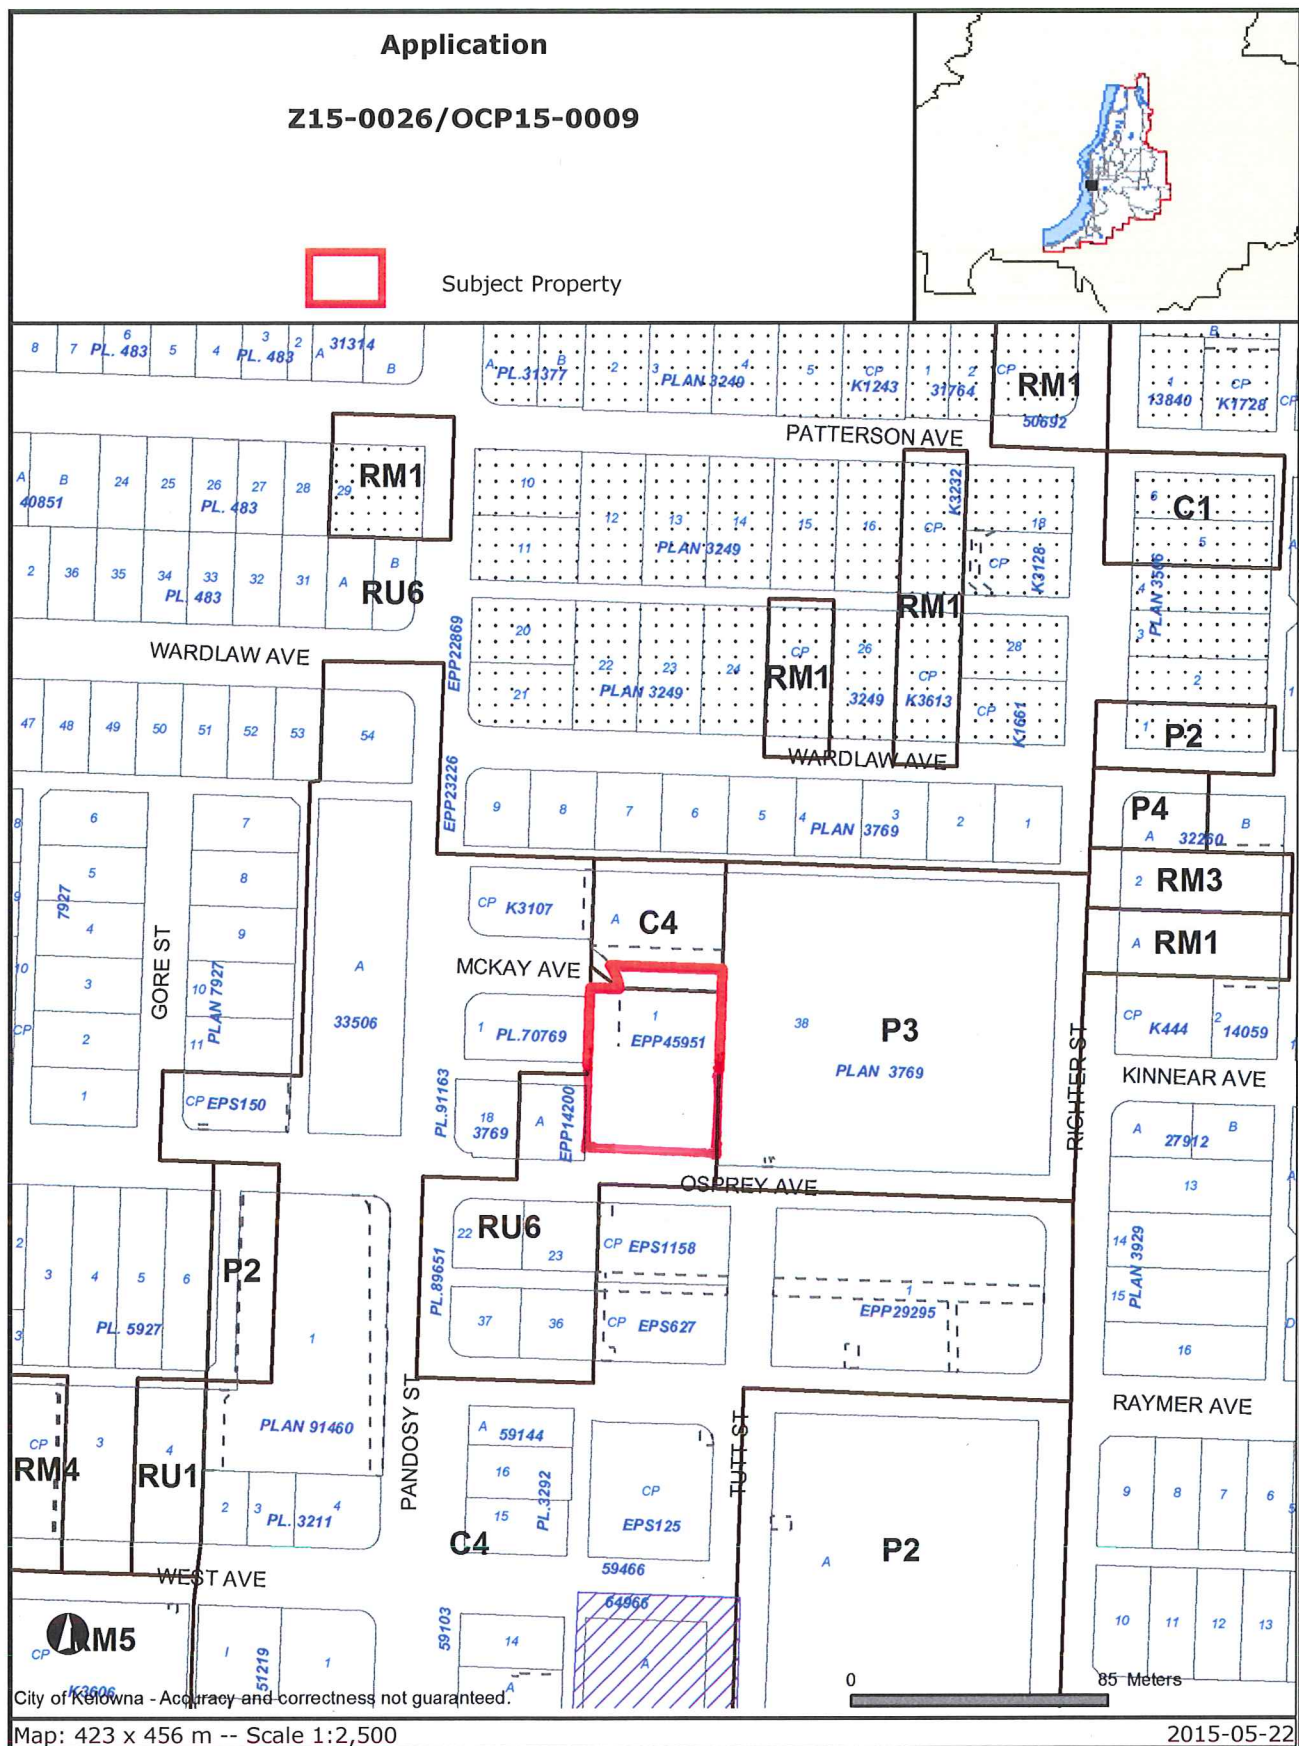 Application
Z15-0026/OCP15-0009
Subject Property
8 7 PL. 483 6 5 4 PL. 483 3 2 A 31314 B
A PL.31377 B 2 3 PLAN 3249 4 5 CP K1243 1 31764 2 CP RM1 50692
B 1 13840 CP K1728 CP
PATTERSON AVE
A 40851 B 24 25 26 PL. 483 27 28 29 RM1
10 12 13 14 15 16 CP K3232 18
11 PLAN 3249 CP K3128
6 C1 5 A
4 PLAN 3506 3 2
2 36 35 34 33 PL. 483 32 31 A B RU6
WARDLAW AVE
EPP22869
20 22 23 24 CP RM1 26 RM1 CP 28
21 PLAN 3249 3249 K3613 CP K1661
WARDLAW AVE
1 P2 1
47 48 49 50 51 52 53 54
EPP23226
9 8 7 6 5 4 PLAN 3769 3 2 1
P4 A 32260 B
2 RM3
A RM1
8 6 7
5 8
9 7927 4 9
10 3 10 PLAN 7927
CP 2 11
1 CP EPS150
GORE ST
A 33506
CP K3107 A C4
MCKAY AVE
1 PL.70769 1 EPP45951
38 P3
PLAN 3769
PL.91163 18 3769 A EPP14200
RICHTER ST
CP K444 2 14059 1
KINNEAR AVE
A 27912 B
13 A
14 PLAN 3929
15
16 D
OSPREY AVE
22 RU6 23 CP EPS1158
PL.89651
37 36 CP EPS627
1 EPP29295
2 3 4 5 6 P2
3 PL. 5927 1
RAYMER AVE
PLAN 91460
PANDOSY ST
CP RM4 3 4 RU1
2 3 PL. 3211 4
A 59144
16 PL.3292
15
C4
CP EPS125
TUTT ST
A P2
9 8 7 6 5
WEST AVE
59466
64966
A
59103 14
A
10 11 12 13
RM5
CP K3606
I 51219 1
0 85 Meters
City of Kelowna - Accuracy and correctness not guaranteed.
Map: 423 x 456 m -- Scale 1:2,500
2015-05-22